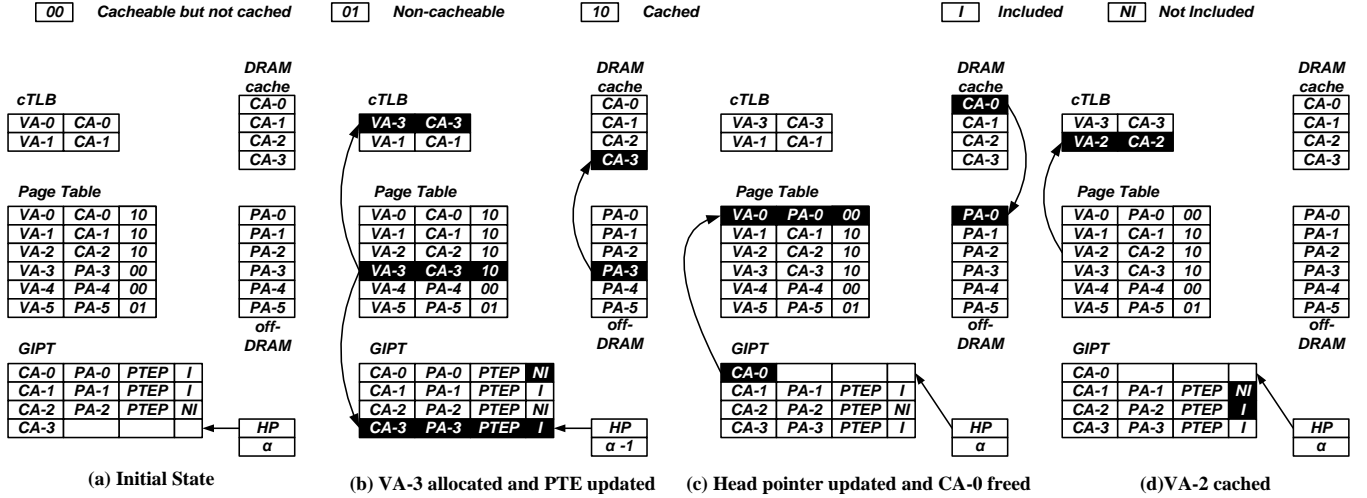 00 Cacheable but not cached 01 Non-cacheable 10 Cached I Included NI Not Included
cTLB
VA-0 CA-0
VA-1 CA-1
DRAM
cache
CA-0
CA-1
CA-2
CA-3
Page Table
VA-0 CA-0 10
VA-1 CA-1 10
VA-2 CA-2 10
VA-3 PA-3 00
VA-4 PA-4 00
VA-5 PA-5 01
PA-0
PA-1
PA-2
PA-3
PA-4
PA-5
off-
DRAM
GIPT
CA-0 PA-0 PTEP I
CA-1 PA-1 PTEP I
CA-2 PA-2 PTEP NI
CA-3
HP
α
(a) Initial State
cTLB
VA-3 CA-3
VA-1 CA-1
DRAM
cache
CA-0
CA-1
CA-2
CA-3
Page Table
VA-0 CA-0 10
VA-1 CA-1 10
VA-2 CA-2 10
VA-3 CA-3 10
VA-4 PA-4 00
VA-5 PA-5 01
PA-0
PA-1
PA-2
PA-3
PA-4
PA-5
off-
DRAM
GIPT
CA-0 PA-0 PTEP NI
CA-1 PA-1 PTEP I
CA-2 PA-2 PTEP NI
CA-3 PA-3 PTEP I
HP
α -1
(b) VA-3 allocated and PTE updated
cTLB
VA-3 CA-3
VA-1 CA-1
DRAM
cache
CA-0
CA-1
CA-2
CA-3
Page Table
VA-0 PA-0 00
VA-1 CA-1 10
VA-2 CA-2 10
VA-3 CA-3 10
VA-4 PA-4 00
VA-5 PA-5 01
PA-0
PA-1
PA-2
PA-3
PA-4
PA-5
off-
DRAM
GIPT
CA-0
CA-1 PA-1 PTEP I
CA-2 PA-2 PTEP NI
CA-3 PA-3 PTEP I
HP
α
(c) Head pointer updated and CA-0 freed
cTLB
VA-3 CA-3
VA-2 CA-2
DRAM
cache
CA-0
CA-1
CA-2
CA-3
Page Table
VA-0 PA-0 00
VA-1 CA-1 10
VA-2 CA-2 10
VA-3 CA-3 10
VA-4 PA-4 00
VA-5 PA-5 01
PA-0
PA-1
PA-2
PA-3
PA-4
PA-5
off-
DRAM
GIPT
CA-0
CA-1 PA-1 PTEP NI
CA-2 PA-2 PTEP I
CA-3 PA-3 PTEP I
HP
α
(d)VA-2 cached